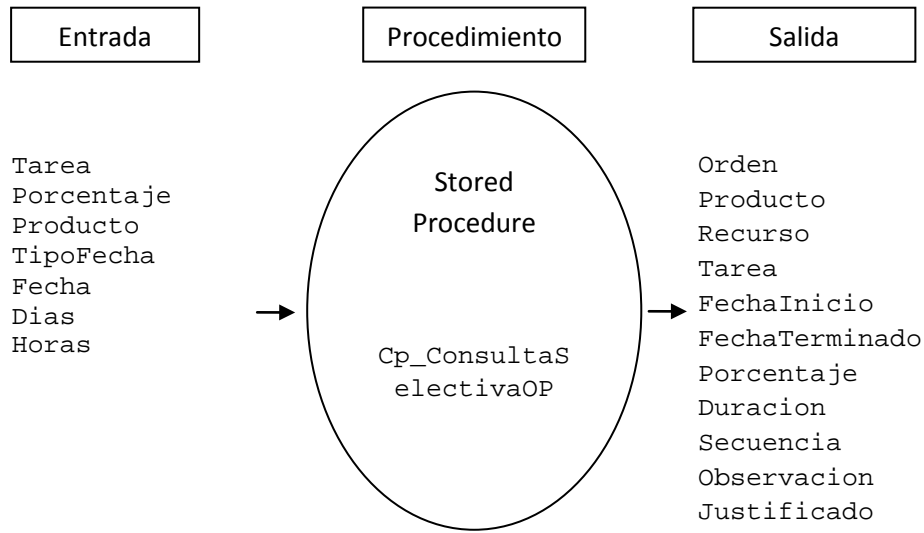 Entrada
Procedimiento
Salida
Tarea
Porcentaje
Producto
TipoFecha
Fecha
Dias
Horas
Stored
Procedure
Cp_ConsultaS
electivaOP
Orden
Producto
Recurso
Tarea
FechaInicio
FechaTerminado
Porcentaje
Duracion
Secuencia
Observacion
Justificado